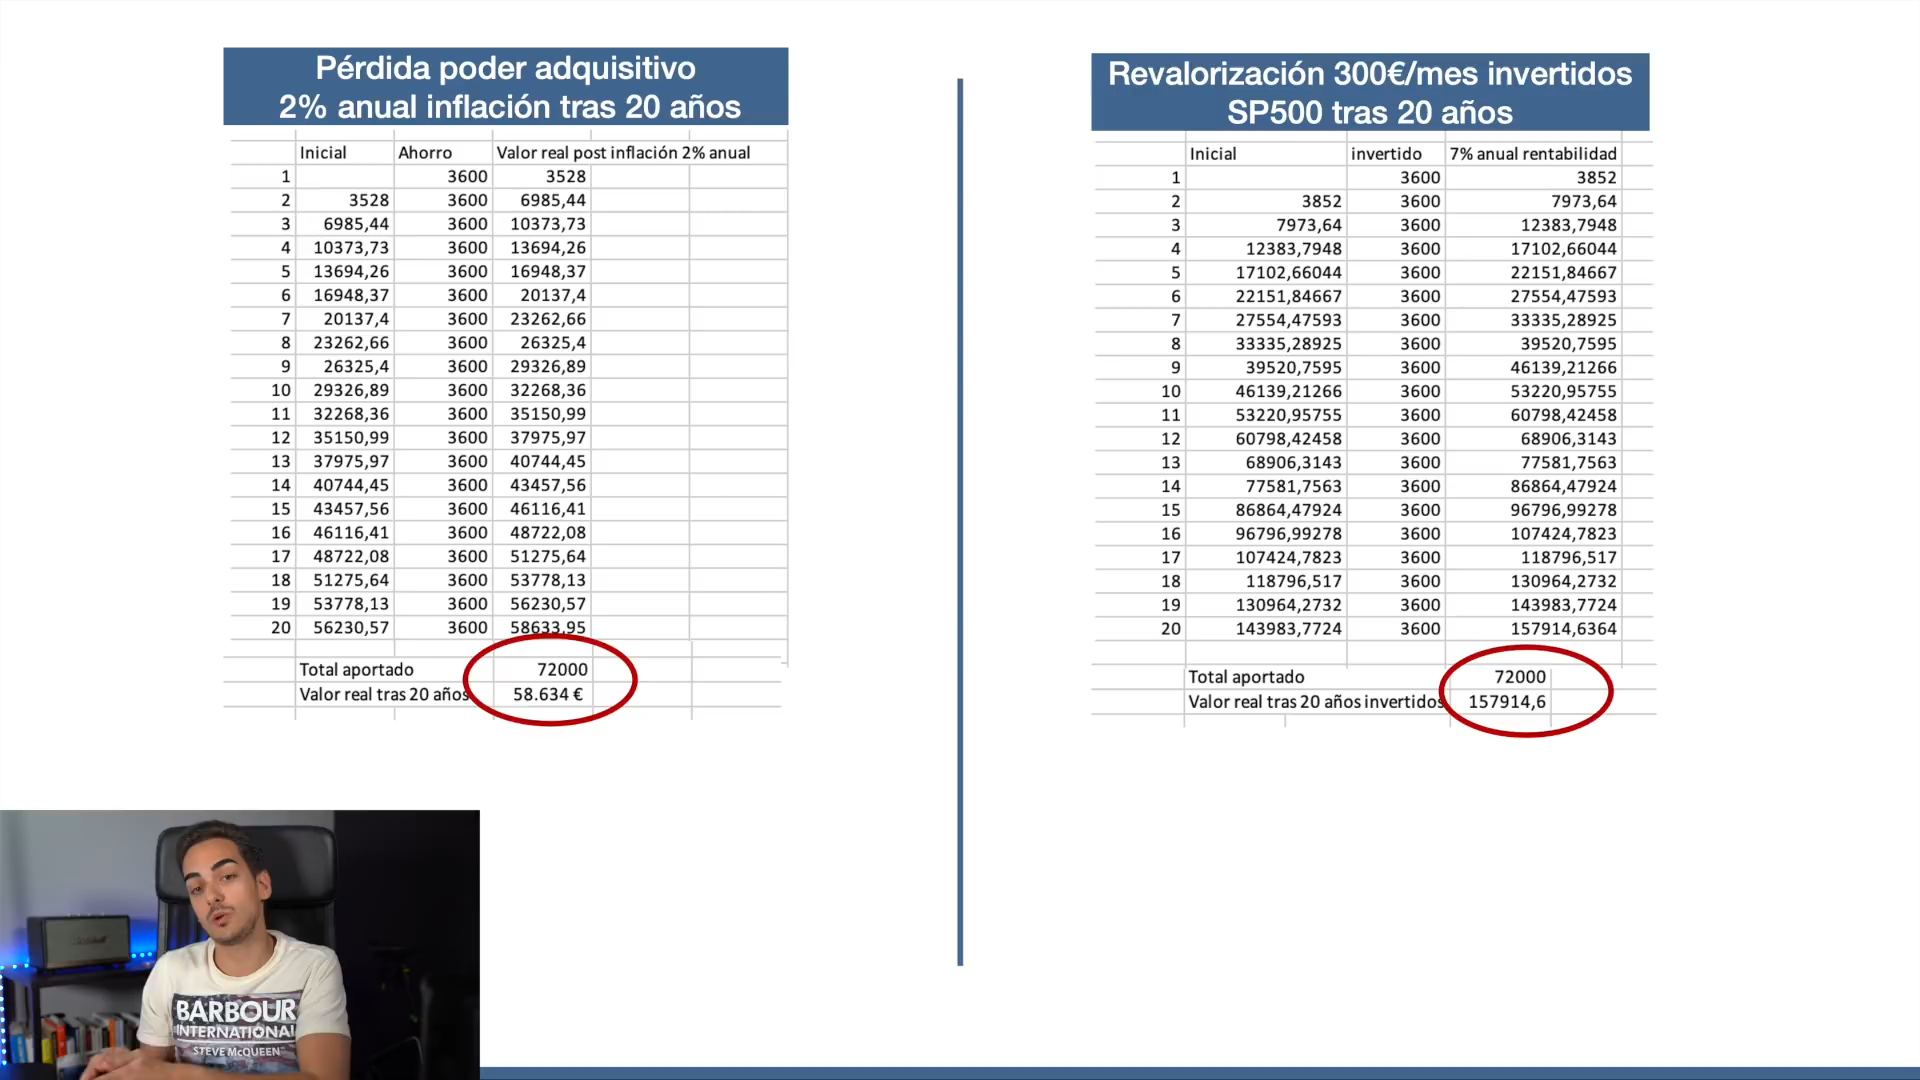 Pérdida poder adquisitivo
2% anual inflación tras 20 años
Inicial Ahorro Valor real post inflación 2% anual
1 3600 3528
2 3528 3600 6985,44
3 6985,44 3600 10373,73
4 10373,73 3600 13694,26
5 13694,26 3600 16948,37
6 16948,37 3600 20137,4
7 20137,4 3600 23262,66
8 23262,66 3600 26325,4
9 26325,4 3600 29326,89
10 29326,89 3600 32268,36
11 32268,36 3600 35150,99
12 35150,99 3600 37975,97
13 37975,97 3600 40744,45
14 40744,45 3600 43457,56
15 43457,56 3600 46116,41
16 46116,41 3600 48722,08
17 48722,08 3600 51275,64
18 51275,64 3600 53778,13
19 53778,13 3600 56230,57
20 56230,57 3600 58633,95
Total aportado 72000
Valor real tras 20 años 58.634 €
Revalorización 300€/mes invertidos
SP500 tras 20 años
Inicial invertido 7% anual rentabilidad
1 3600 3852
2 3852 3600 7973,64
3 7973,64 3600 12383,7948
4 12383,7948 3600 17102,66044
5 17102,66044 3600 22151,84667
6 22151,84667 3600 27554,47593
7 27554,47593 3600 33335,28925
8 33335,28925 3600 39520,7595
9 39520,7595 3600 46139,21266
10 46139,21266 3600 53220,95755
11 53220,95755 3600 60798,42458
12 60798,42458 3600 68906,3143
13 68906,3143 3600 77581,7563
14 77581,7563 3600 86864,47924
15 86864,47924 3600 96796,99278
16 96796,99278 3600 107424,7823
17 107424,7823 3600 118796,517
18 118796,517 3600 130964,2732
19 130964,2732 3600 143983,7724
20 143983,7724 3600 157914,6364
Total aportado 72000
Valor real tras 20 años invertidos 157914,6
BARBOUR
INTERNATIONAL
STEVE McQUEEN